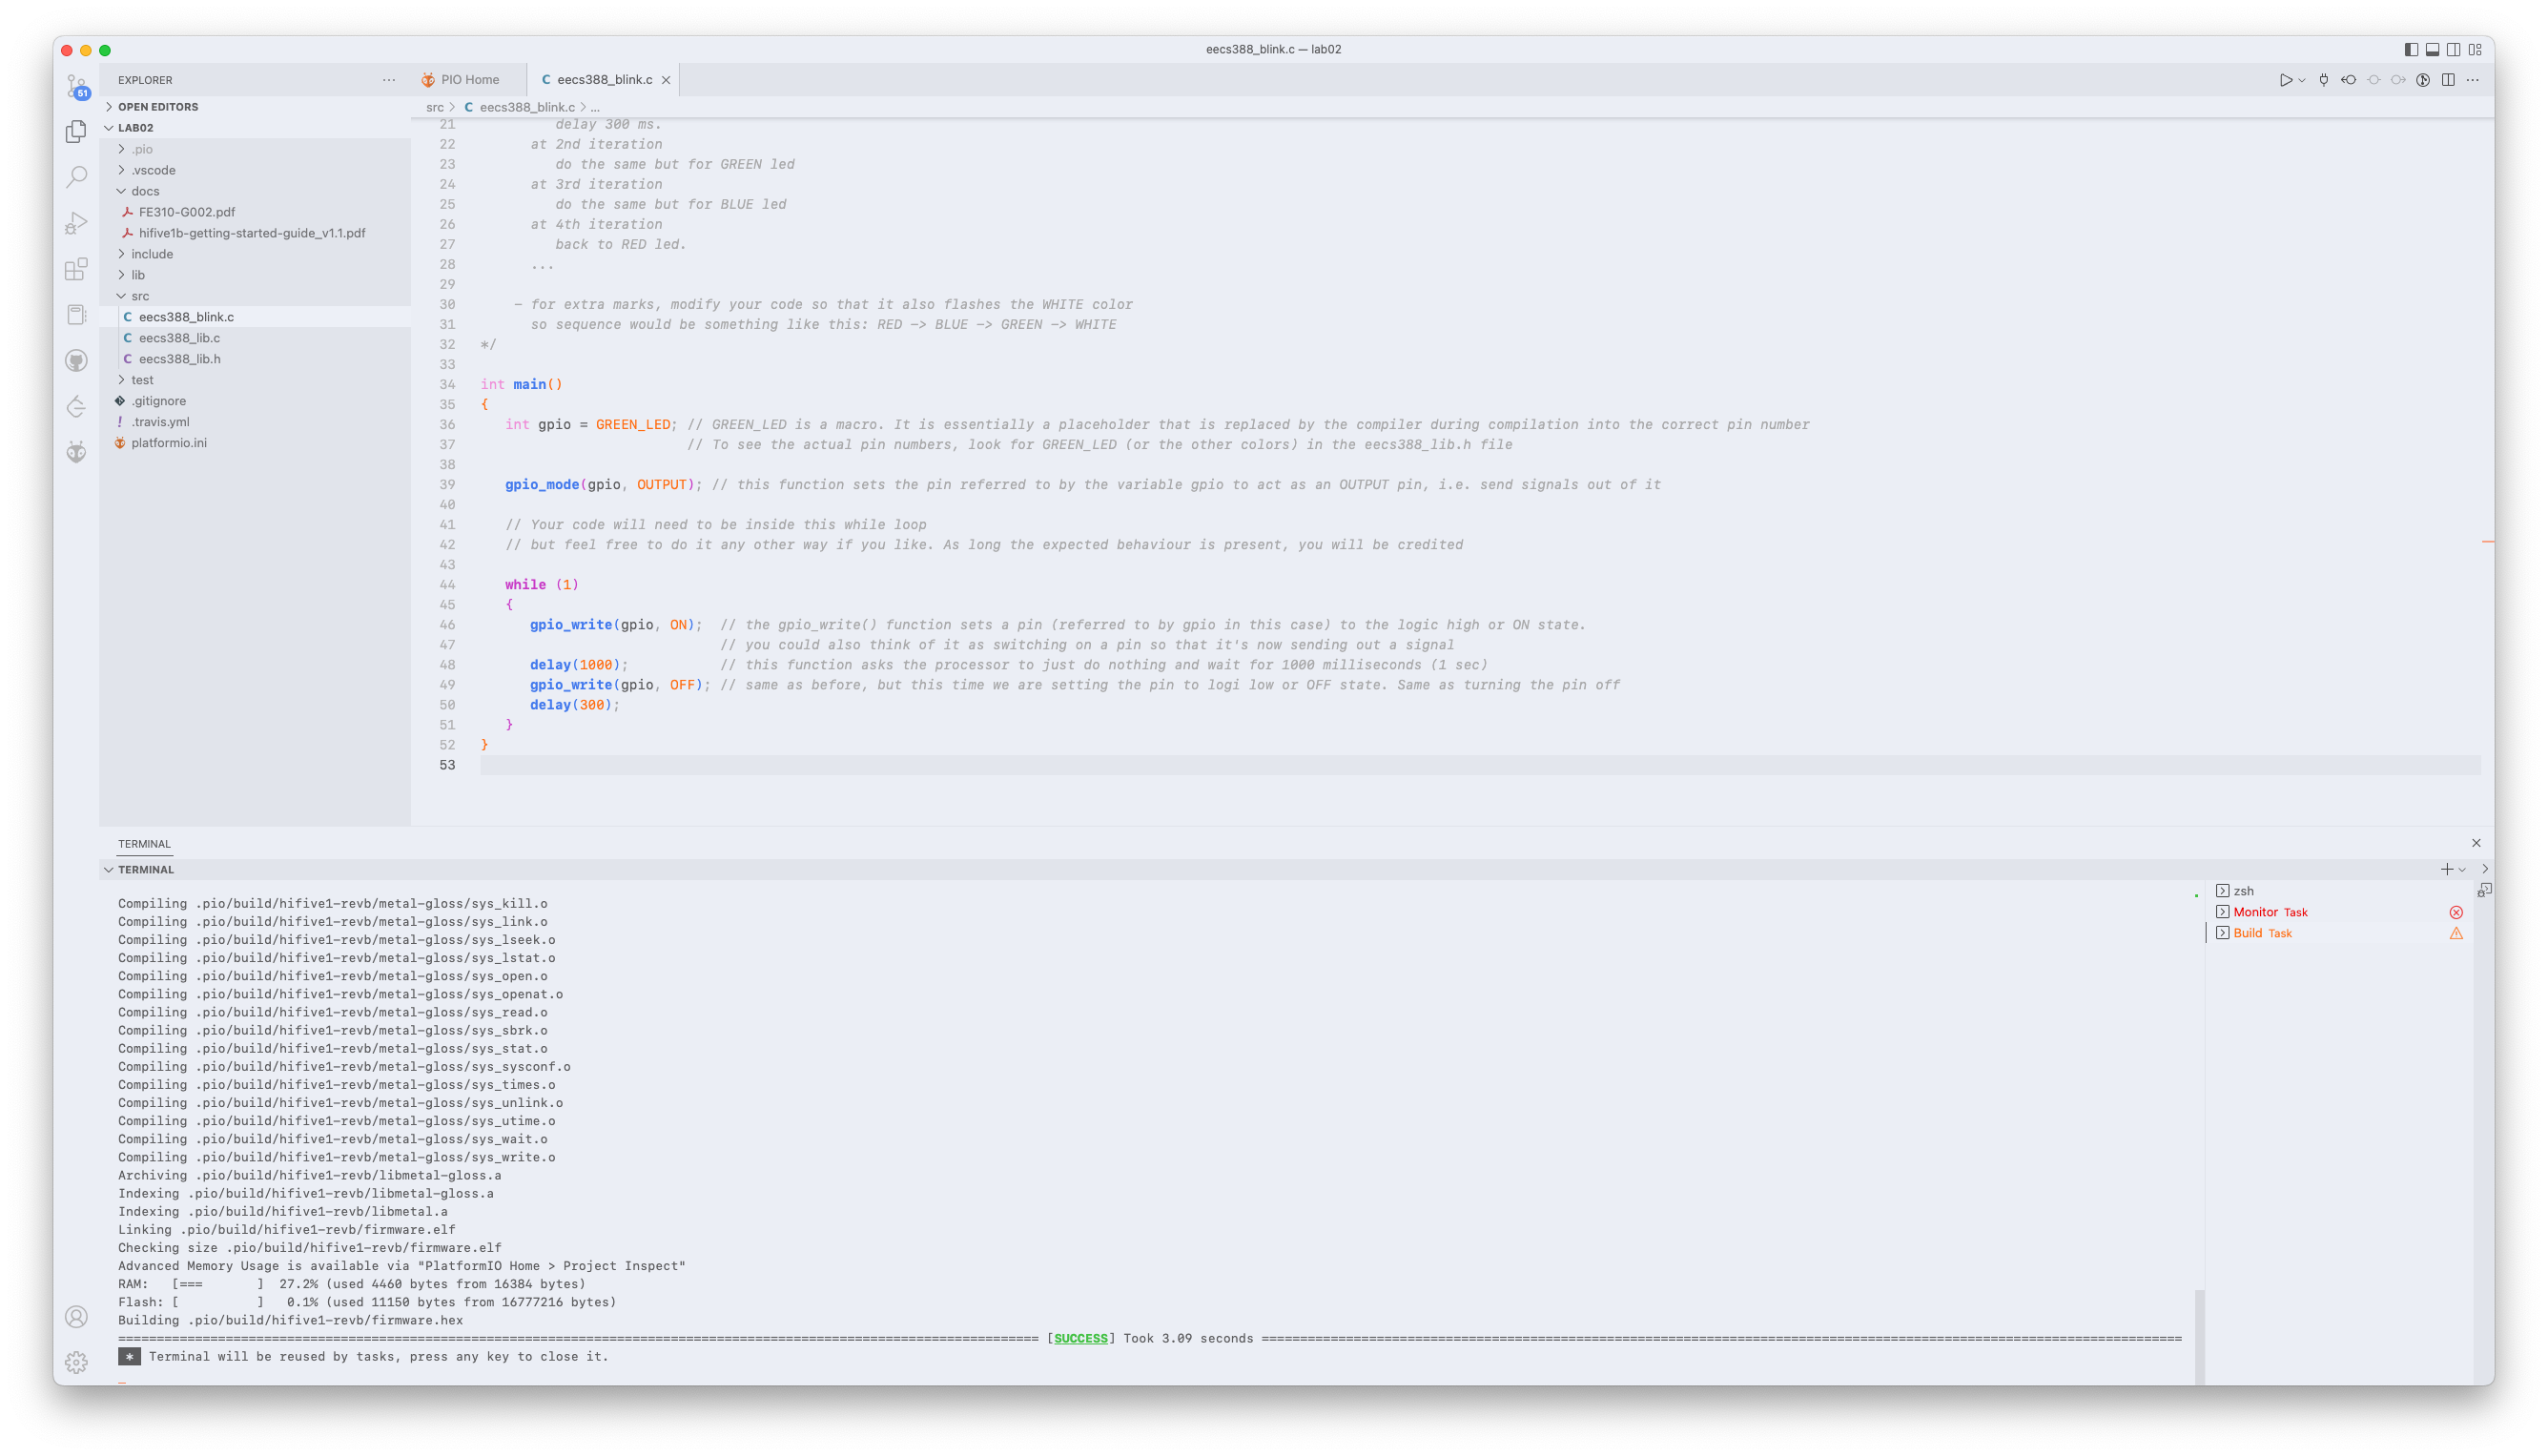 eecs388_blink.c — lab02
51
EXPLORER
OPEN EDITORS
LAB02
.pio
.vscode
docs
FE310-G002.pdf
hifive1b-getting-started-guide_v1.1.pdf
include
lib
src
C eecs388_blink.c
C eecs388_lib.c
C eecs388_lib.h
test
.gitignore
! .travis.yml
platformio.ini
PIO Home
C eecs388_blink.c
src > C eecs388_blink.c > ...
21 delay 300 ms.
22 at 2nd iteration
23 do the same but for GREEN led
24 at 3rd iteration
25 do the same but for BLUE led
26 at 4th iteration
27 back to RED led.
28 ...
29
30 – for extra marks, modify your code so that it also flashes the WHITE color
31 so sequence would be something like this: RED –> BLUE –> GREEN –> WHITE
32 */
33
34 int main()
35 {
36 int gpio = GREEN_LED; // GREEN_LED is a macro. It is essentially a placeholder that is replaced by the compiler during compilation into the correct pin number
37 // To see the actual pin numbers, look for GREEN_LED (or the other colors) in the eecs388_lib.h file
38
39 gpio_mode(gpio, OUTPUT); // this function sets the pin referred to by the variable gpio to act as an OUTPUT pin, i.e. send signals out of it
40
41 // Your code will need to be inside this while loop
42 // but feel free to do it any other way if you like. As long the expected behaviour is present, you will be credited
43
44 while (1)
45 {
46 gpio_write(gpio, ON); // the gpio_write() function sets a pin (referred to by gpio in this case) to the logic high or ON state.
47 // you could also think of it as switching on a pin so that it's now sending out a signal
48 delay(1000); // this function asks the processor to just do nothing and wait for 1000 milliseconds (1 sec)
49 gpio_write(gpio, OFF); // same as before, but this time we are setting the pin to logi low or OFF state. Same as turning the pin off
50 delay(300);
51 }
52 }
53
TERMINAL
TERMINAL
Compiling .pio/build/hifive1-revb/metal-gloss/sys_kill.o
Compiling .pio/build/hifive1-revb/metal-gloss/sys_link.o
Compiling .pio/build/hifive1-revb/metal-gloss/sys_lseek.o
Compiling .pio/build/hifive1-revb/metal-gloss/sys_lstat.o
Compiling .pio/build/hifive1-revb/metal-gloss/sys_open.o
Compiling .pio/build/hifive1-revb/metal-gloss/sys_openat.o
Compiling .pio/build/hifive1-revb/metal-gloss/sys_read.o
Compiling .pio/build/hifive1-revb/metal-gloss/sys_sbrk.o
Compiling .pio/build/hifive1-revb/metal-gloss/sys_stat.o
Compiling .pio/build/hifive1-revb/metal-gloss/sys_sysconf.o
Compiling .pio/build/hifive1-revb/metal-gloss/sys_times.o
Compiling .pio/build/hifive1-revb/metal-gloss/sys_unlink.o
Compiling .pio/build/hifive1-revb/metal-gloss/sys_utime.o
Compiling .pio/build/hifive1-revb/metal-gloss/sys_wait.o
Compiling .pio/build/hifive1-revb/metal-gloss/sys_write.o
Archiving .pio/build/hifive1-revb/libmetal-gloss.a
Indexing .pio/build/hifive1-revb/libmetal-gloss.a
Indexing .pio/build/hifive1-revb/libmetal.a
Linking .pio/build/hifive1-revb/firmware.elf
Checking size .pio/build/hifive1-revb/firmware.elf
Advanced Memory Usage is available via "PlatformIO Home > Project Inspect"
RAM: [=== ] 27.2% (used 4460 bytes from 16384 bytes)
Flash: [ ] 0.1% (used 11150 bytes from 16777216 bytes)
Building .pio/build/hifive1-revb/firmware.hex
[SUCCESS] Took 3.09 seconds
* Terminal will be reused by tasks, press any key to close it.
zsh
Monitor Task
Build Task